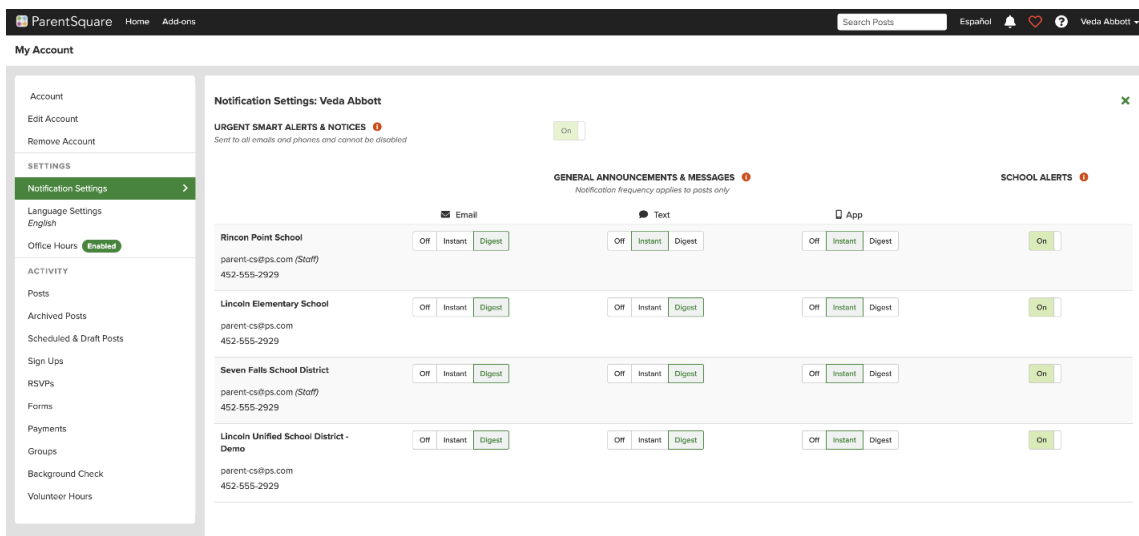 ParentSquare Home Add-ons Search Posts Español Veda Abbott
My Account
Account
Edit Account
Remove Account
SETTINGS
Notification Settings
Language Settings
English
Office Hours Enabled
ACTIVITY
Posts
Archived Posts
Scheduled & Draft Posts
Sign Ups
RSVPs
Forms
Payments
Groups
Background Check
Volunteer Hours
Notification Settings: Veda Abbott
URGENT SMART ALERTS & NOTICES On
Sent to all emails and phones and cannot be disabled
GENERAL ANNOUNCEMENTS & MESSAGES SCHOOL ALERTS
Notification frequency applies to posts only
Email Text App
Rincon Point School Off Instant Digest Off Instant Digest Off Instant Digest On
parent-cs@ps.com (Staff)
452-555-2929
Lincoln Elementary School Off Instant Digest Off Instant Digest Off Instant Digest On
parent-cs@ps.com
452-555-2929
Seven Falls School District Off Instant Digest Off Instant Digest Off Instant Digest On
parent-cs@ps.com (Staff)
452-555-2929
Lincoln Unified School District - Off Instant Digest Off Instant Digest Off Instant Digest On
Demo
parent-cs@ps.com
452-555-2929